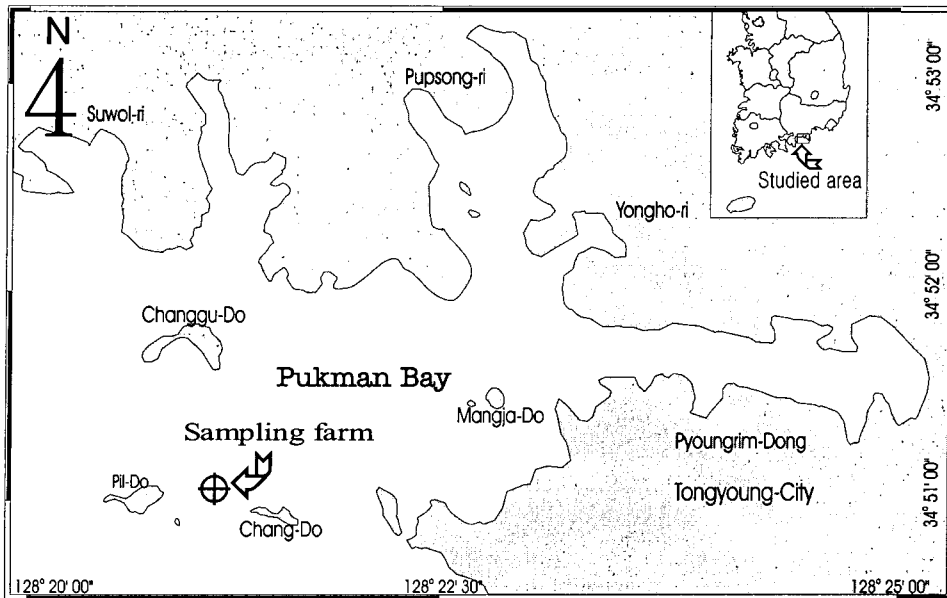 N
4
Suwol-ri
Pupsong-ri
34° 53' 00"
Studied area
Yongho-ri
34° 52' 00"
Changgu-Do
Pukman Bay
Mangja-Do
Sampling farm
Pyoungrim-Dong
Pil-Do
Tongyoung-City
34° 51' 00"
Chang-Do
128° 20' 00"
128° 22' 30"
128° 25' 00"